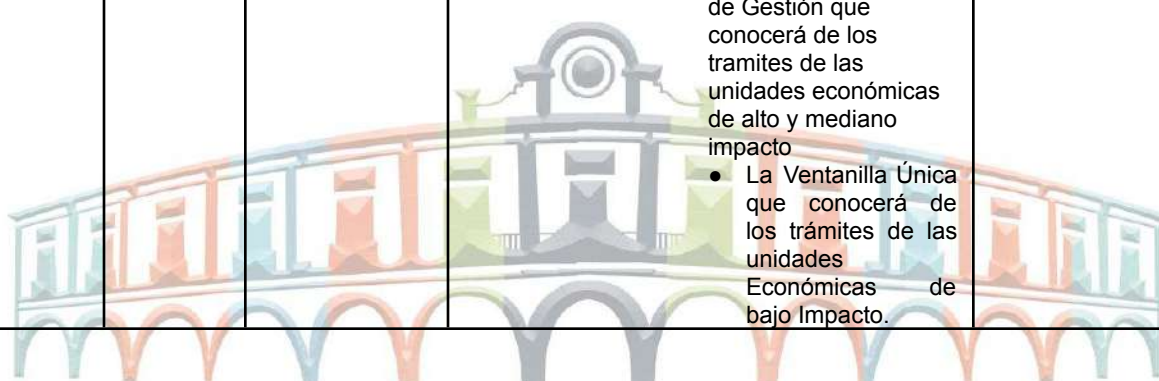 de Gestión que
conocerá de los
tramites de las
unidades económicas
de alto y mediano
impacto
● La Ventanilla Única
que conocerá de
los trámites de las
unidades
Económicas de
bajo Impacto.